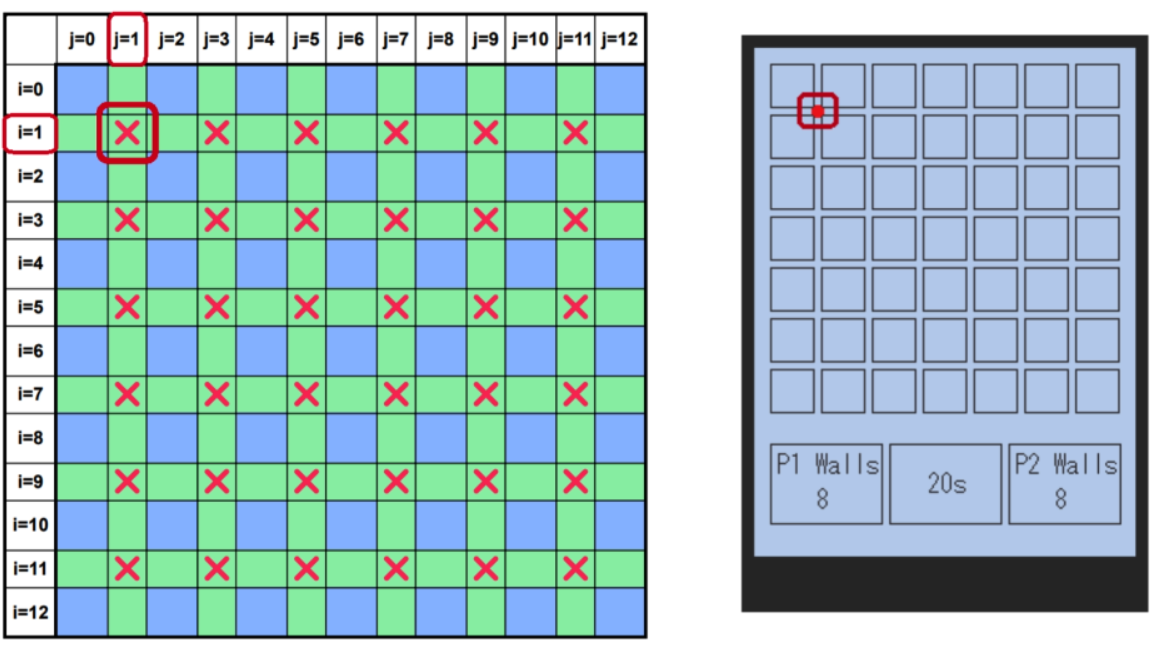 j=0 j=1 j=2 j=3 j=4 j=5 j=6 j=7 j=8 j=9 j=10 j=11 j=12
i=0
i=1
i=2
i=3
i=4
i=5
i=6
i=7
i=8
i=9
i=10
i=11
i=12
P1 Walls
8
20s
P2 Walls
8